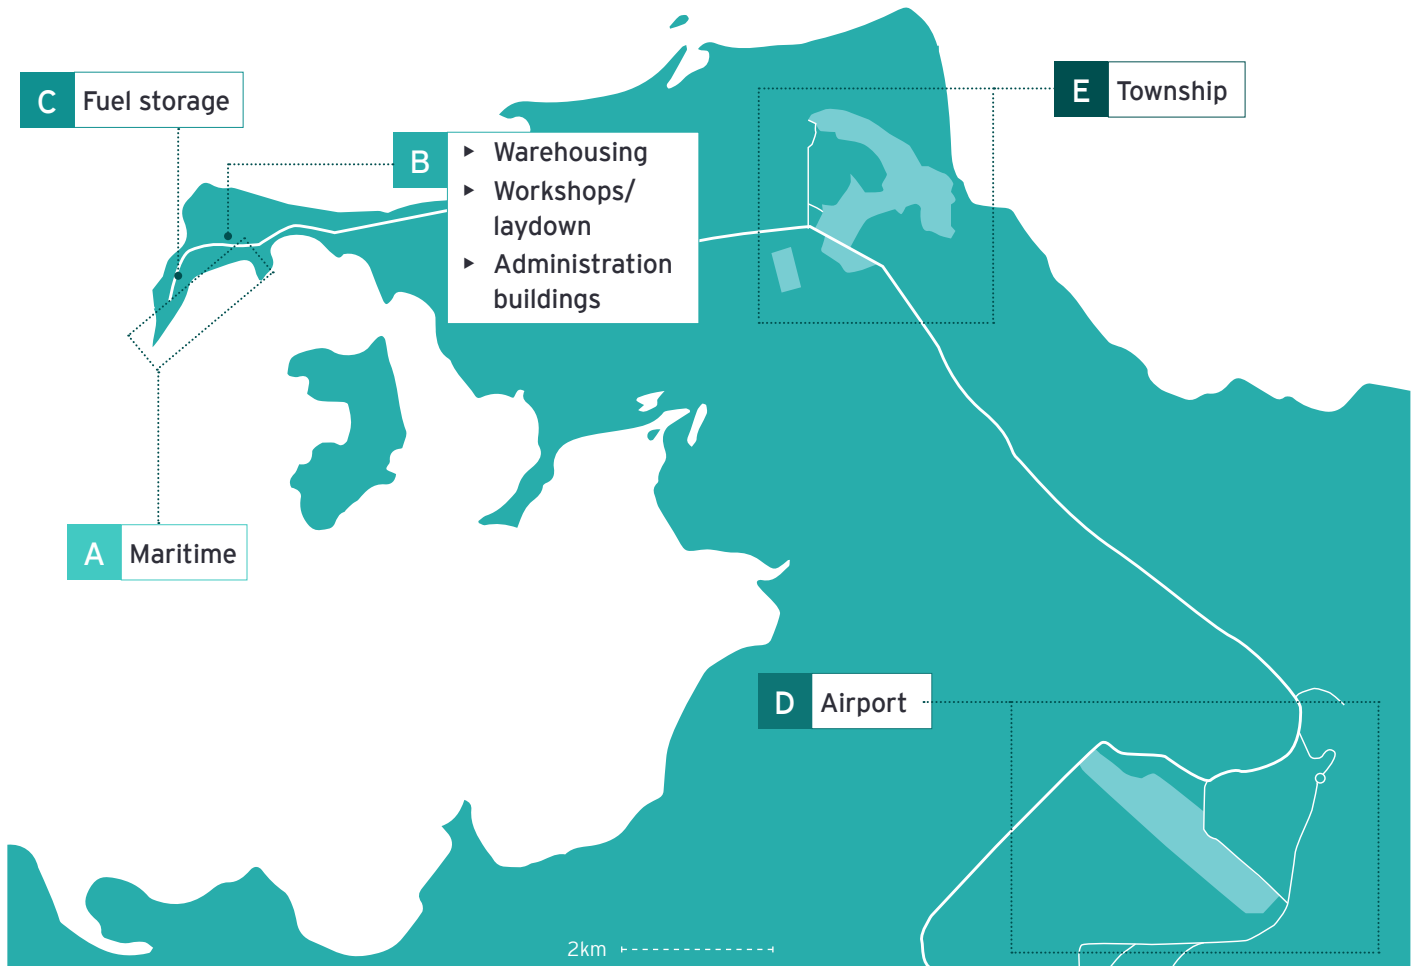 C Fuel storage
B
▸ Warehousing
▸ Workshops/
laydown
▸ Administration
buildings
E Township
A Maritime
D Airport
2km